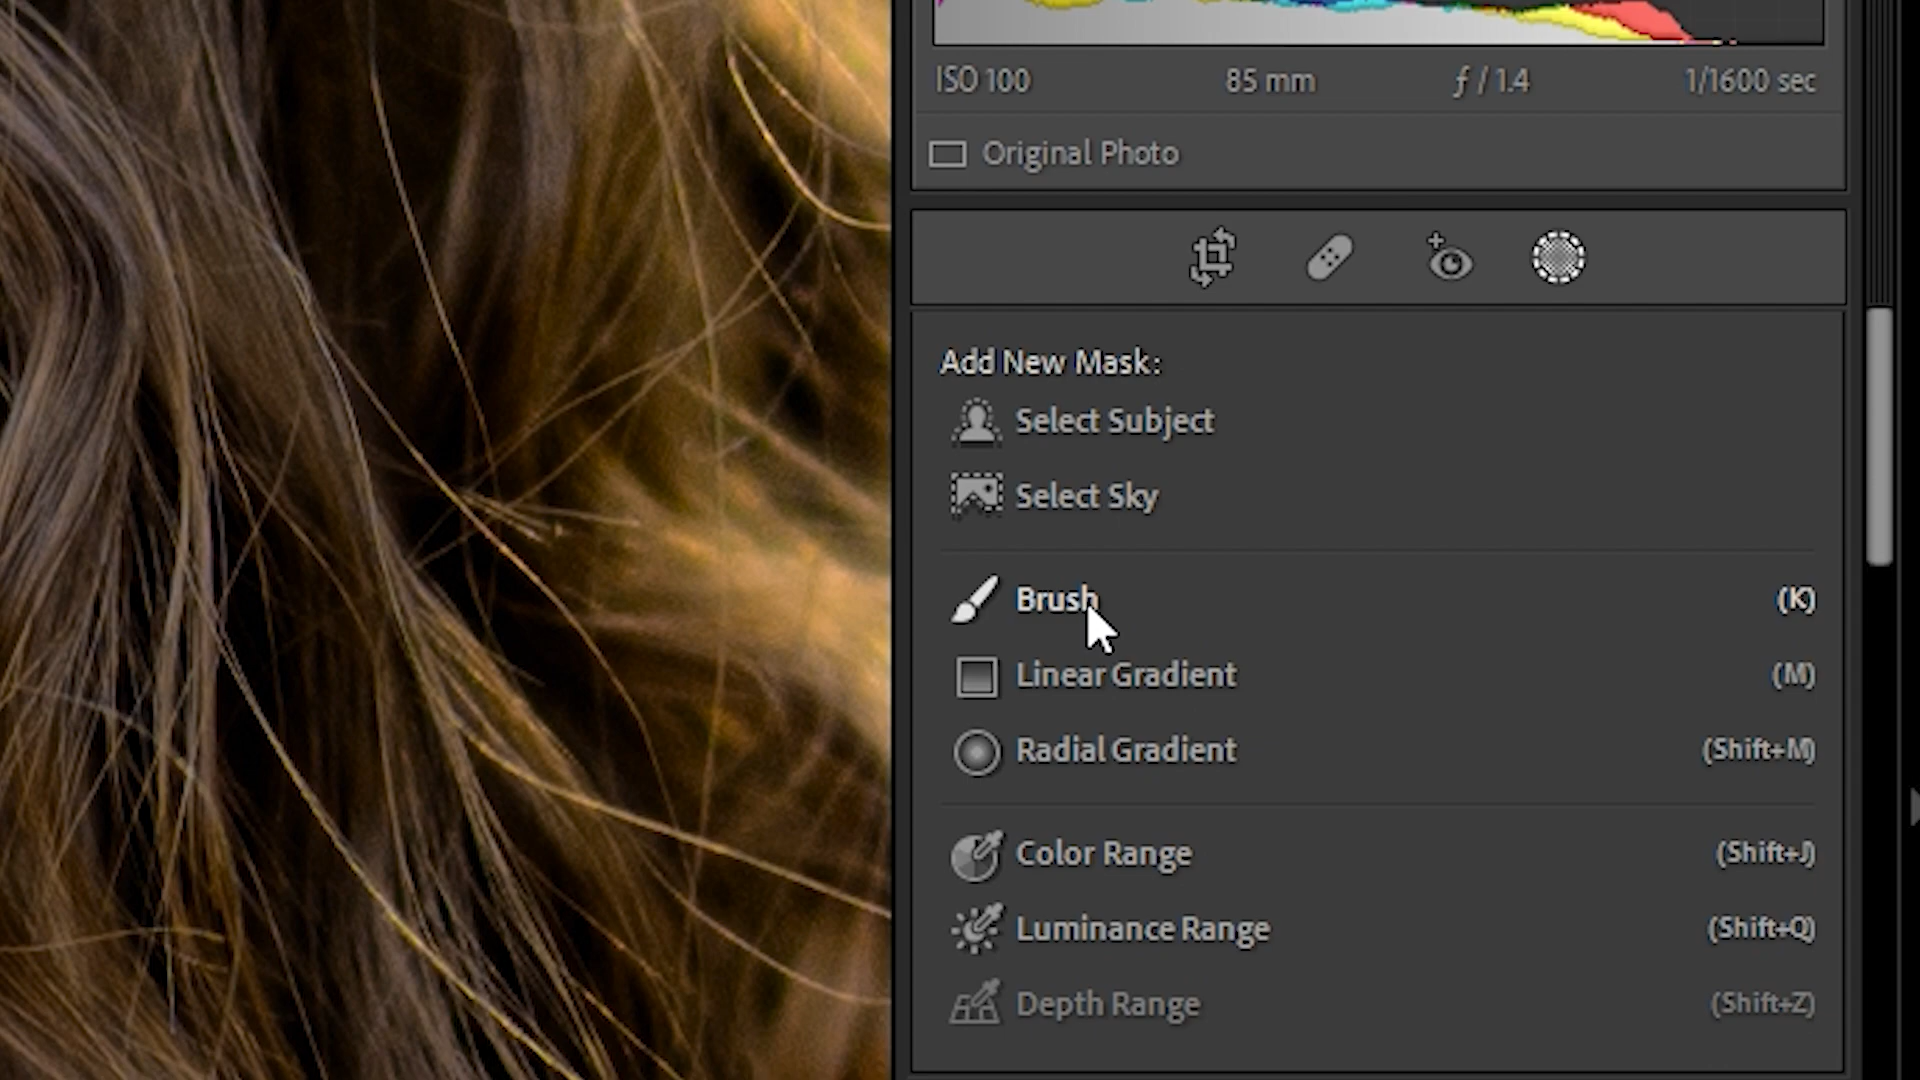 ISO 100 85 mm ƒ / 1.4 1/1600 sec
Original Photo
Add New Mask:
Select Subject
Select Sky
Brush (K)
Linear Gradient (M)
Radial Gradient (Shift+M)
Color Range (Shift+J)
Luminance Range (Shift+Q)
Depth Range (Shift+Z)